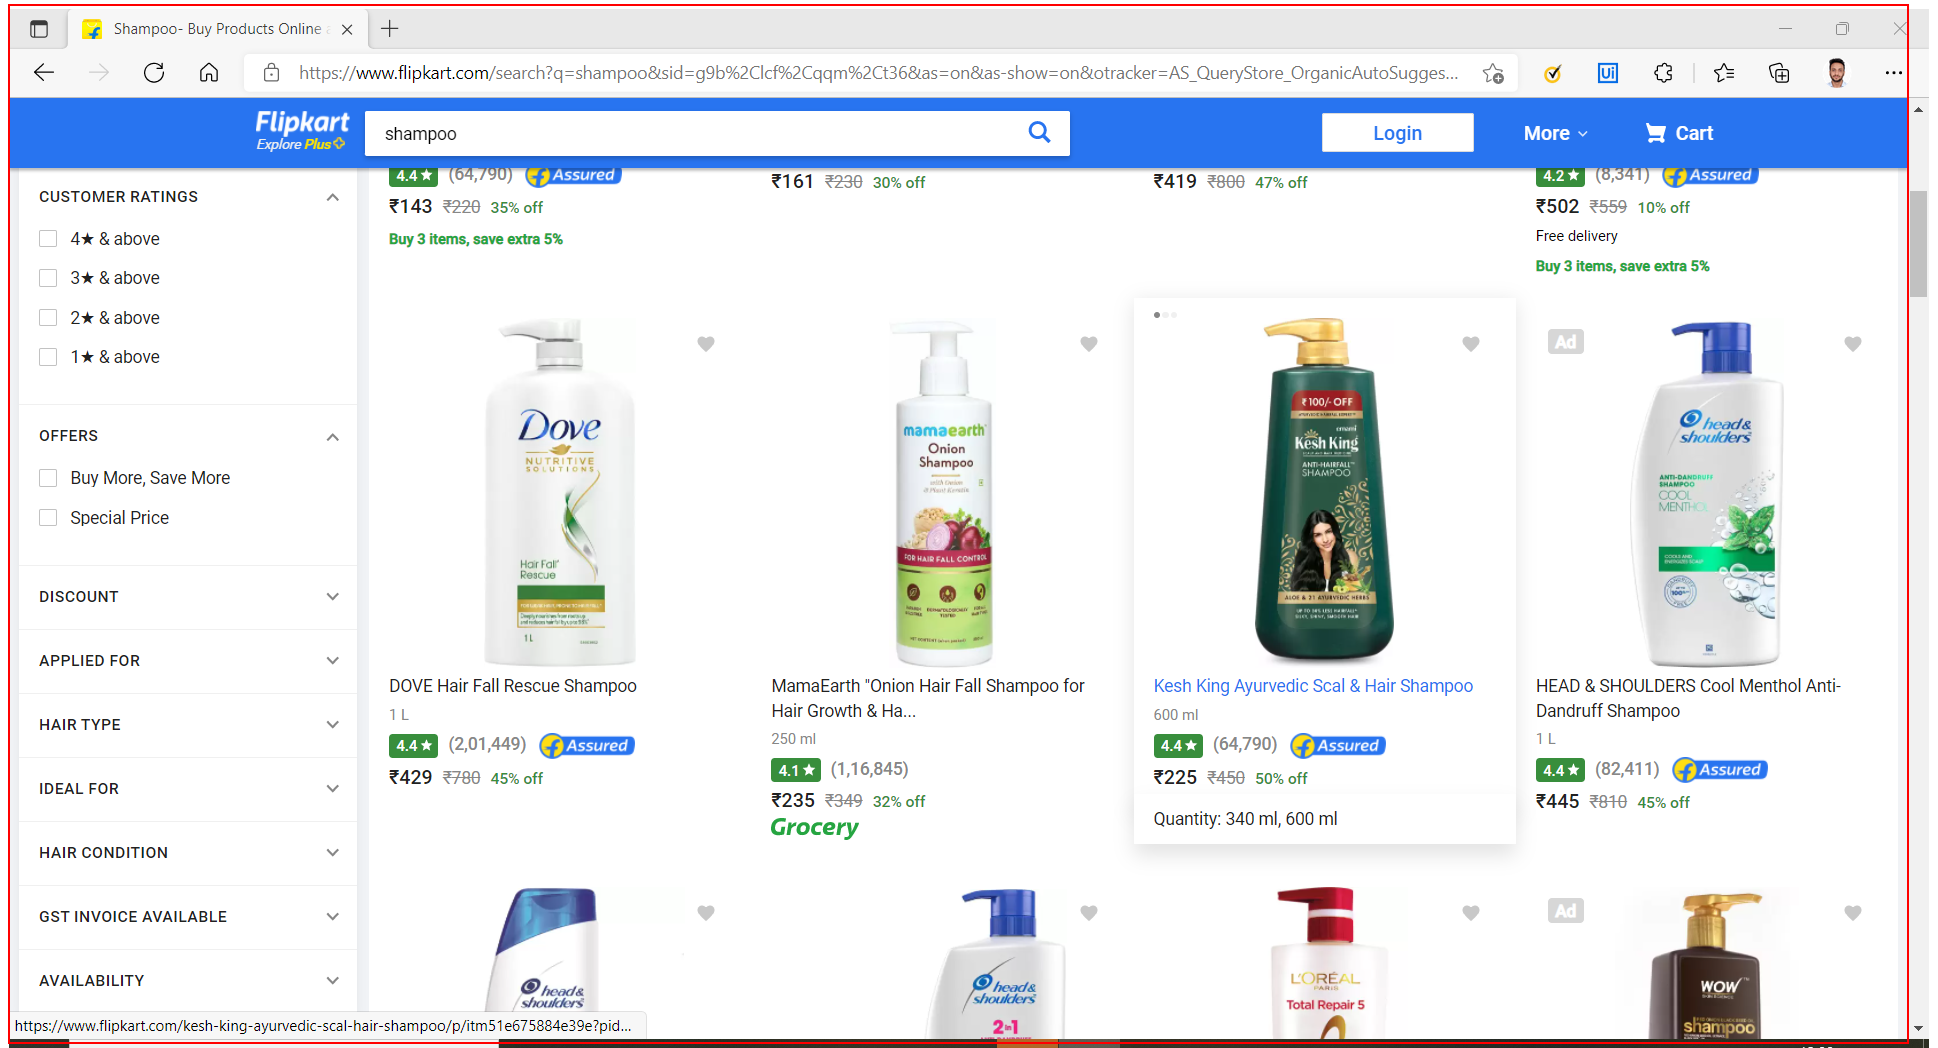 Shampoo- Buy Products Online a
https://www.flipkart.com/search?q=shampoo&sid=g9b%2Clcf%2Cqqm%2Ct36&as=on&as-show=on&otracker=AS_QueryStore_OrganicAutoSugges...
Flipkart
Explore Plus
shampoo
Login
More
Cart
CUSTOMER RATINGS
4★ & above
3★ & above
2★ & above
1★ & above
OFFERS
Buy More, Save More
Special Price
DISCOUNT
APPLIED FOR
HAIR TYPE
IDEAL FOR
HAIR CONDITION
GST INVOICE AVAILABLE
AVAILABILITY
4.4★ (64,790) Assured
₹143 ₹220 35% off
Buy 3 items, save extra 5%
₹161 ₹230 30% off
₹419 ₹800 47% off
4.2★ (8,341) Assured
₹502 ₹559 10% off
Free delivery
Buy 3 items, save extra 5%
Dove
NUTRITIVE
SOLUTIONS
Hair Fall
Rescue
1 L
DOVE Hair Fall Rescue Shampoo
1 L
4.4★ (2,01,449) Assured
₹429 ₹780 45% off
mamaearth
Onion
Shampoo
with Onion
& Plant Keratin
FOR HAIR FALL CONTROL
MamaEarth "Onion Hair Fall Shampoo for
Hair Growth & Ha...
250 ml
4.1★ (1,16,845)
₹235 ₹349 32% off
Grocery
₹100/- OFF
emami
Kesh King
ANTI-HAIRFALL
SHAMPOO
ALOE & 21 AYURVEDIC HERBS
Kesh King Ayurvedic Scal & Hair Shampoo
600 ml
4.4★ (64,790) Assured
₹225 ₹450 50% off
Quantity: 340 ml, 600 ml
Ad
head&
shoulders
ANTI-DANDRUFF
SHAMPOO
COOL
MENTHOL
HEAD & SHOULDERS Cool Menthol Anti-
Dandruff Shampoo
1 L
4.4★ (82,411) Assured
₹445 ₹810 45% off
head&
shoulders
head&
shoulders
2in1
L'ORÉAL
PARIS
Total Repair 5
Ad
WOW
shampoo
https://www.flipkart.com/kesh-king-ayurvedic-scal-hair-shampoo/p/itm51e675884e39e?pid...